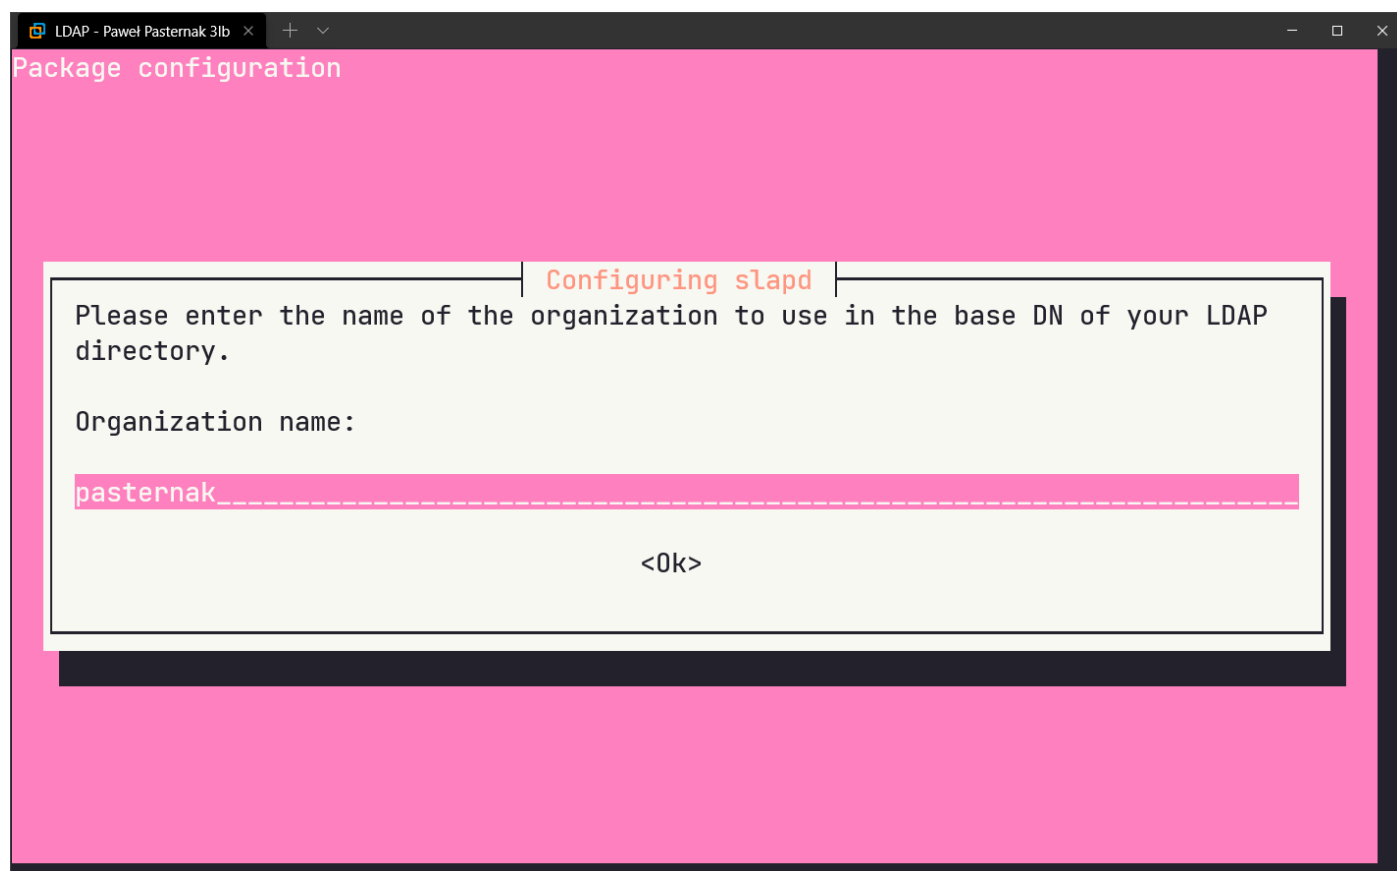 LDAP - Paweł Pasternak 3lb
Package configuration
Configuring slapd
Please enter the name of the organization to use in the base DN of your LDAP
directory.
Organization name:
pasternak_____________________________________________________________________
<Ok>